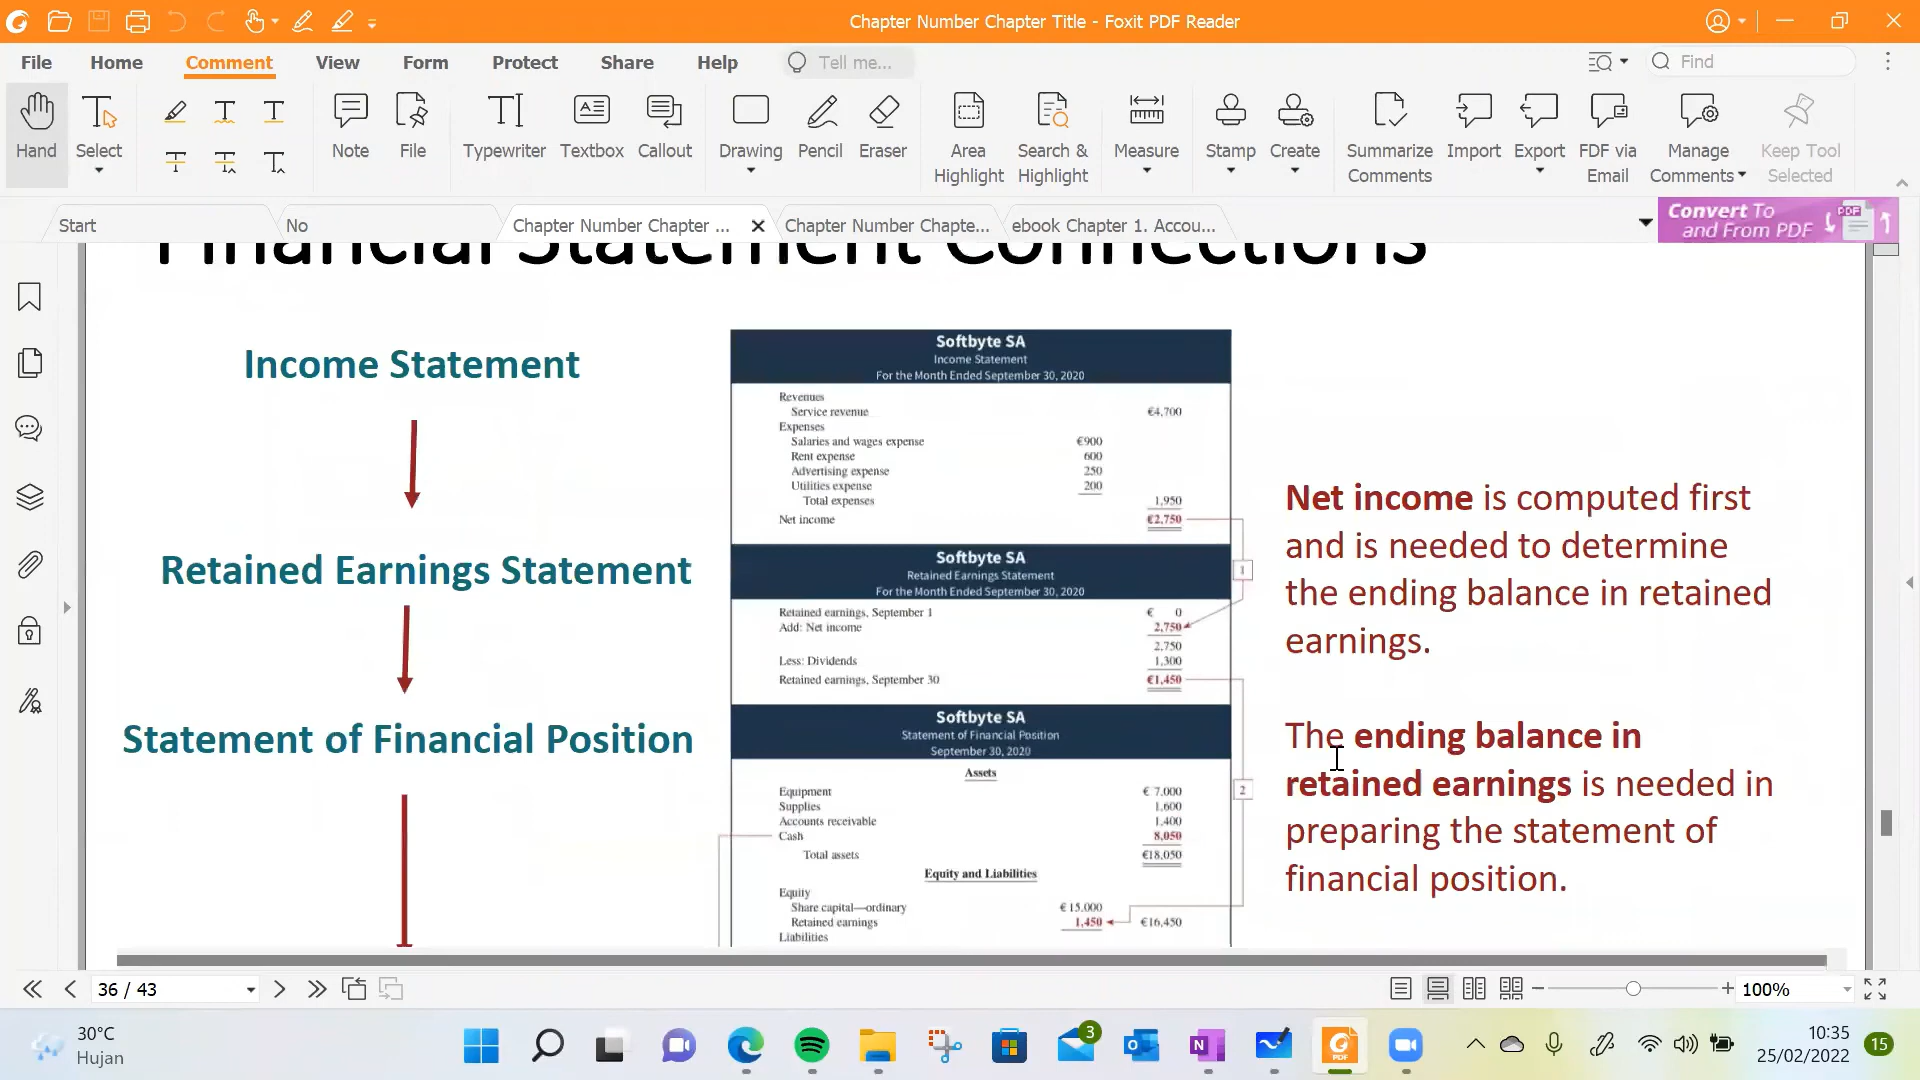 Chapter Number Chapter Title - Foxit PDF Reader
File Home Comment View Form Protect Share Help Tell me... Find
Hand Select Note File Typewriter Textbox Callout Drawing Pencil Eraser Area Highlight Search & Highlight Measure Stamp Create Summarize Comments Import Export FDF via Email Manage Comments Keep Tool Selected
Start No Chapter Number Chapter ... Chapter Number Chapte... ebook Chapter 1. Accou...
Convert To
and From PDF
PDF
Financial Statement Connections
Income Statement
Retained Earnings Statement
Statement of Financial Position
Softbyte SA
Income Statement
For the Month Ended September 30, 2020
Revenues
Service revenue €4,700
Expenses
Salaries and wages expense €900
Rent expense 600
Advertising expense 250
Utilities expense 200
Total expenses 1,950
Net income €2,750
Softbyte SA
Retained Earnings Statement
For the Month Ended September 30, 2020
1
Retained earnings, September 1 € 0
Add: Net income 2,750
2,750
Less: Dividends 1,300
Retained earnings, September 30 €1,450
Softbyte SA
Statement of Financial Position
September 30, 2020
Assets
Equipment € 7,000
2
Supplies 1,600
Accounts receivable 1,400
Cash 8,050
Total assets €18,050
Equity and Liabilities
Equity
Share capital—ordinary € 15,000
Retained earnings 1,450 €16,450
Liabilities
Net income is computed first
and is needed to determine
the ending balance in retained
earnings.
The ending balance in
retained earnings is needed in
preparing the statement of
financial position.
36 / 43 100%
30°C
Hujan
3
10:35
25/02/2022
15